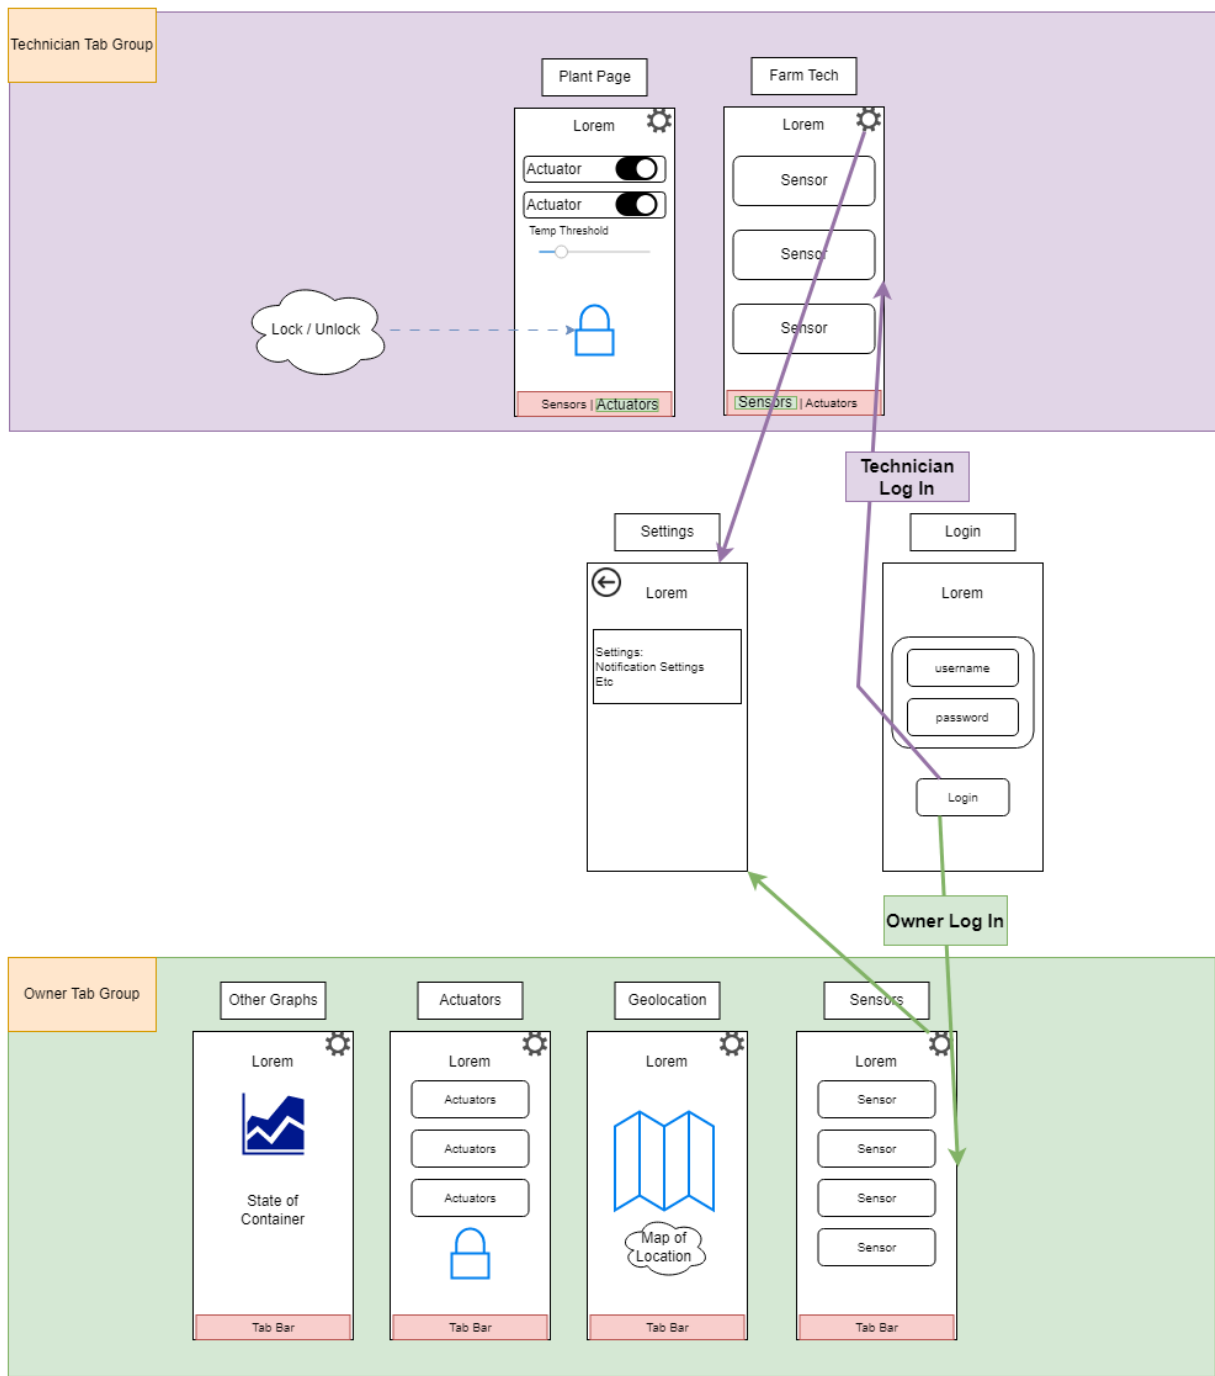 Technician Tab Group
Plant Page
Farm Tech
Lorem
Lorem
Actuator
Actuator
Temp Threshold
Sensor
Sensor
Sensor
Lock / Unlock
Sensors | Actuators
Sensors | Actuators
Technician
Log In
Settings
Login
Lorem
Lorem
Settings:
Notification Settings
Etc
username
password
Login
Owner Log In
Owner Tab Group
Other Graphs
Actuators
Geolocation
Sensors
Lorem
Lorem
Lorem
Lorem
State of
Container
Actuators
Actuators
Actuators
Map of
Location
Sensor
Sensor
Sensor
Sensor
Tab Bar
Tab Bar
Tab Bar
Tab Bar